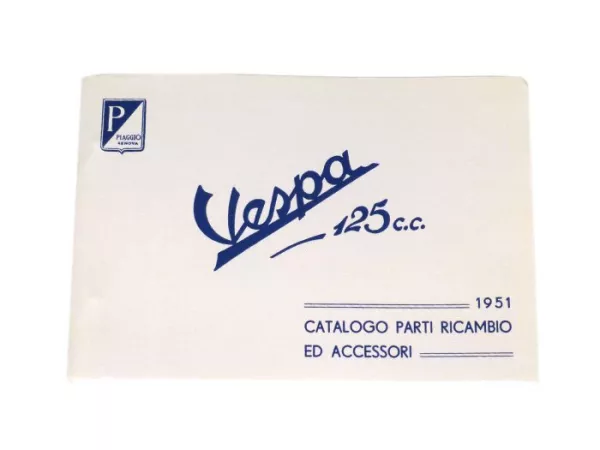 P
PIAGGIO
GENOVA
Vespa
125 c.c.
1951
CATALOGO PARTI RICAMBIO
ED ACCESSORI